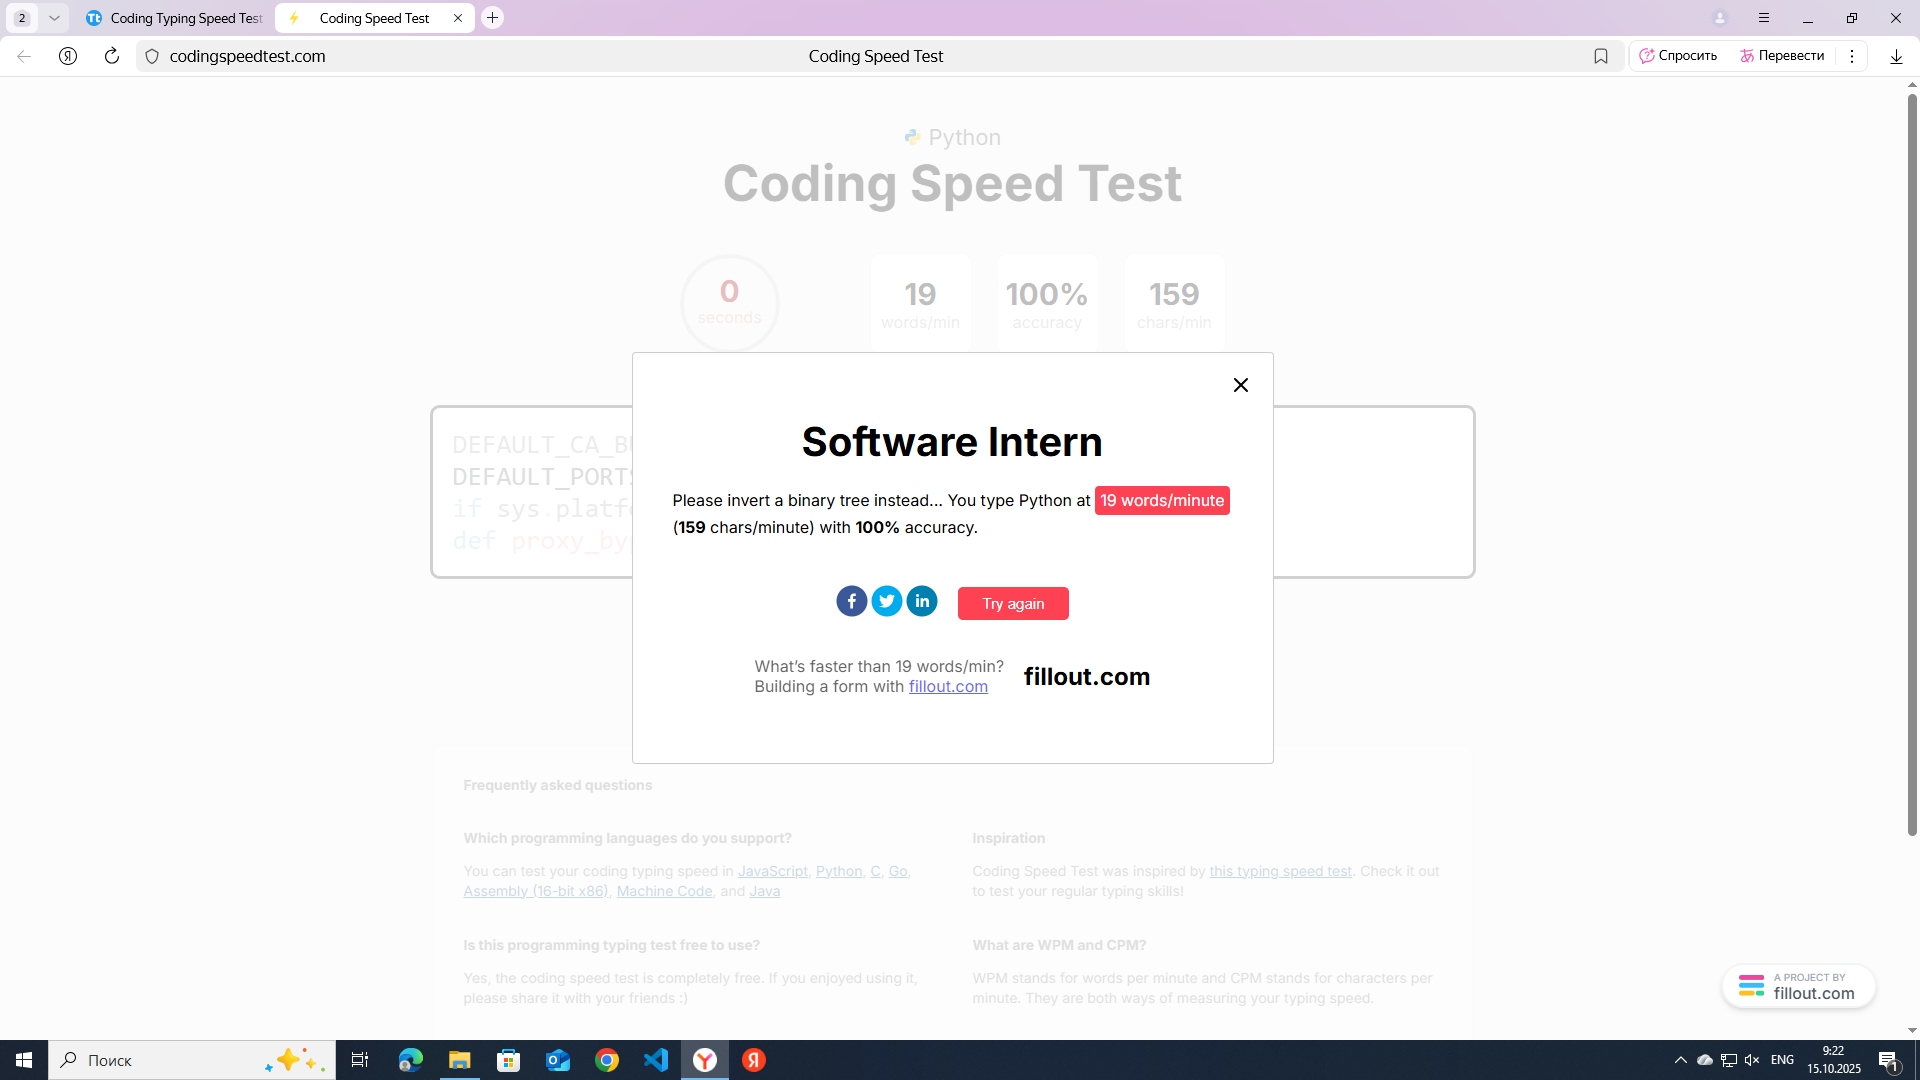 2
Coding Typing Speed Test
Coding Speed Test
codingspeedtest.com
Coding Speed Test
Спросить
Перевести
Python
Coding Speed Test
0
seconds
19
words/min
100%
accuracy
159
chars/min
DEFAULT_CA_BU
DEFAULT_PORTS
if sys.platfo
def proxy_byp
Software Intern
Please invert a binary tree instead... You type Python at 19 words/minute
(159 chars/minute) with 100% accuracy.
Try again
What's faster than 19 words/min?
Building a form with fillout.com
fillout.com
Frequently asked questions
Which programming languages do you support?
You can test your coding typing speed in JavaScript, Python, C, Go,
Assembly (16-bit x86), Machine Code, and Java
Inspiration
Coding Speed Test was inspired by this typing speed test. Check it out
to test your regular typing skills!
Is this programming typing test free to use?
Yes, the coding speed test is completely free. If you enjoyed using it,
please share it with your friends :)
What are WPM and CPM?
WPM stands for words per minute and CPM stands for characters per
minute. They are both ways of measuring your typing speed.
A PROJECT BY
fillout.com
Поиск
ENG
9:22
15.10.2025
1